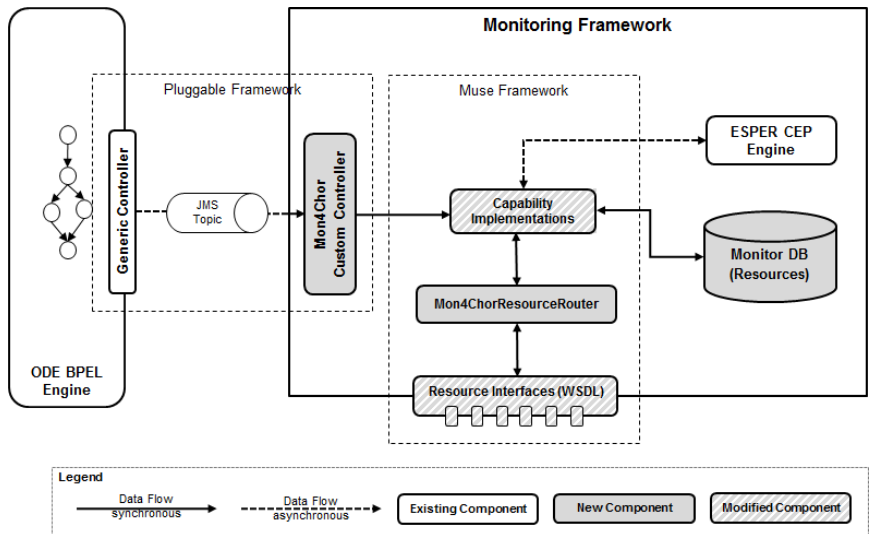 Monitoring Framework
Pluggable Framework
Muse Framework
ESPER CEP
Engine
Generic Controller
JMS
Topic
Mon4Chor
Custom Controller
Capability
Implementations
Monitor DB
(Resources)
Mon4ChorResourceRouter
ODE BPEL
Engine
Resource Interfaces (WSDL)
Legend
Data Flow
synchronous
Data Flow
asynchronous
Existing Component
New Component
Modified Component